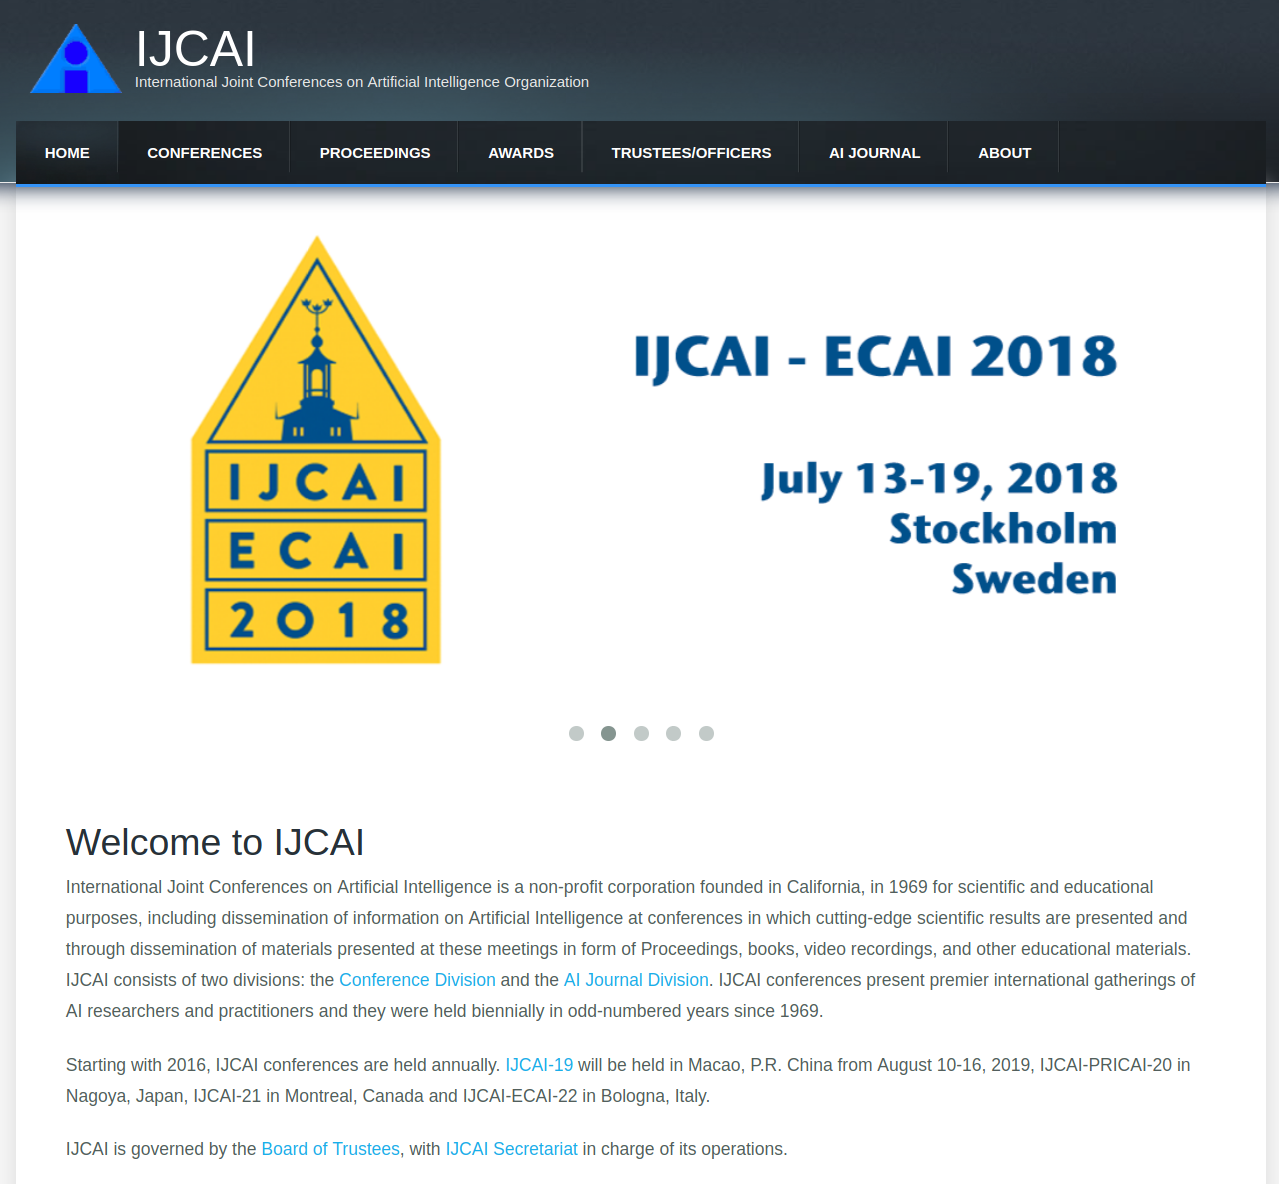 IJCAI
International Joint Conferences on Artificial Intelligence Organization
HOME CONFERENCES PROCEEDINGS AWARDS TRUSTEES/OFFICERS AI JOURNAL ABOUT
IJCAI
ECAI
2018
IJCAI - ECAI 2018
July 13-19, 2018
Stockholm
Sweden
Welcome to IJCAI
International Joint Conferences on Artificial Intelligence is a non-profit corporation founded in California, in 1969 for scientific and educational
purposes, including dissemination of information on Artificial Intelligence at conferences in which cutting-edge scientific results are presented and
through dissemination of materials presented at these meetings in form of Proceedings, books, video recordings, and other educational materials.
IJCAI consists of two divisions: the Conference Division and the AI Journal Division. IJCAI conferences present premier international gatherings of
AI researchers and practitioners and they were held biennially in odd-numbered years since 1969.
Starting with 2016, IJCAI conferences are held annually. IJCAI-19 will be held in Macao, P.R. China from August 10-16, 2019, IJCAI-PRICAI-20 in
Nagoya, Japan, IJCAI-21 in Montreal, Canada and IJCAI-ECAI-22 in Bologna, Italy.
IJCAI is governed by the Board of Trustees, with IJCAI Secretariat in charge of its operations.